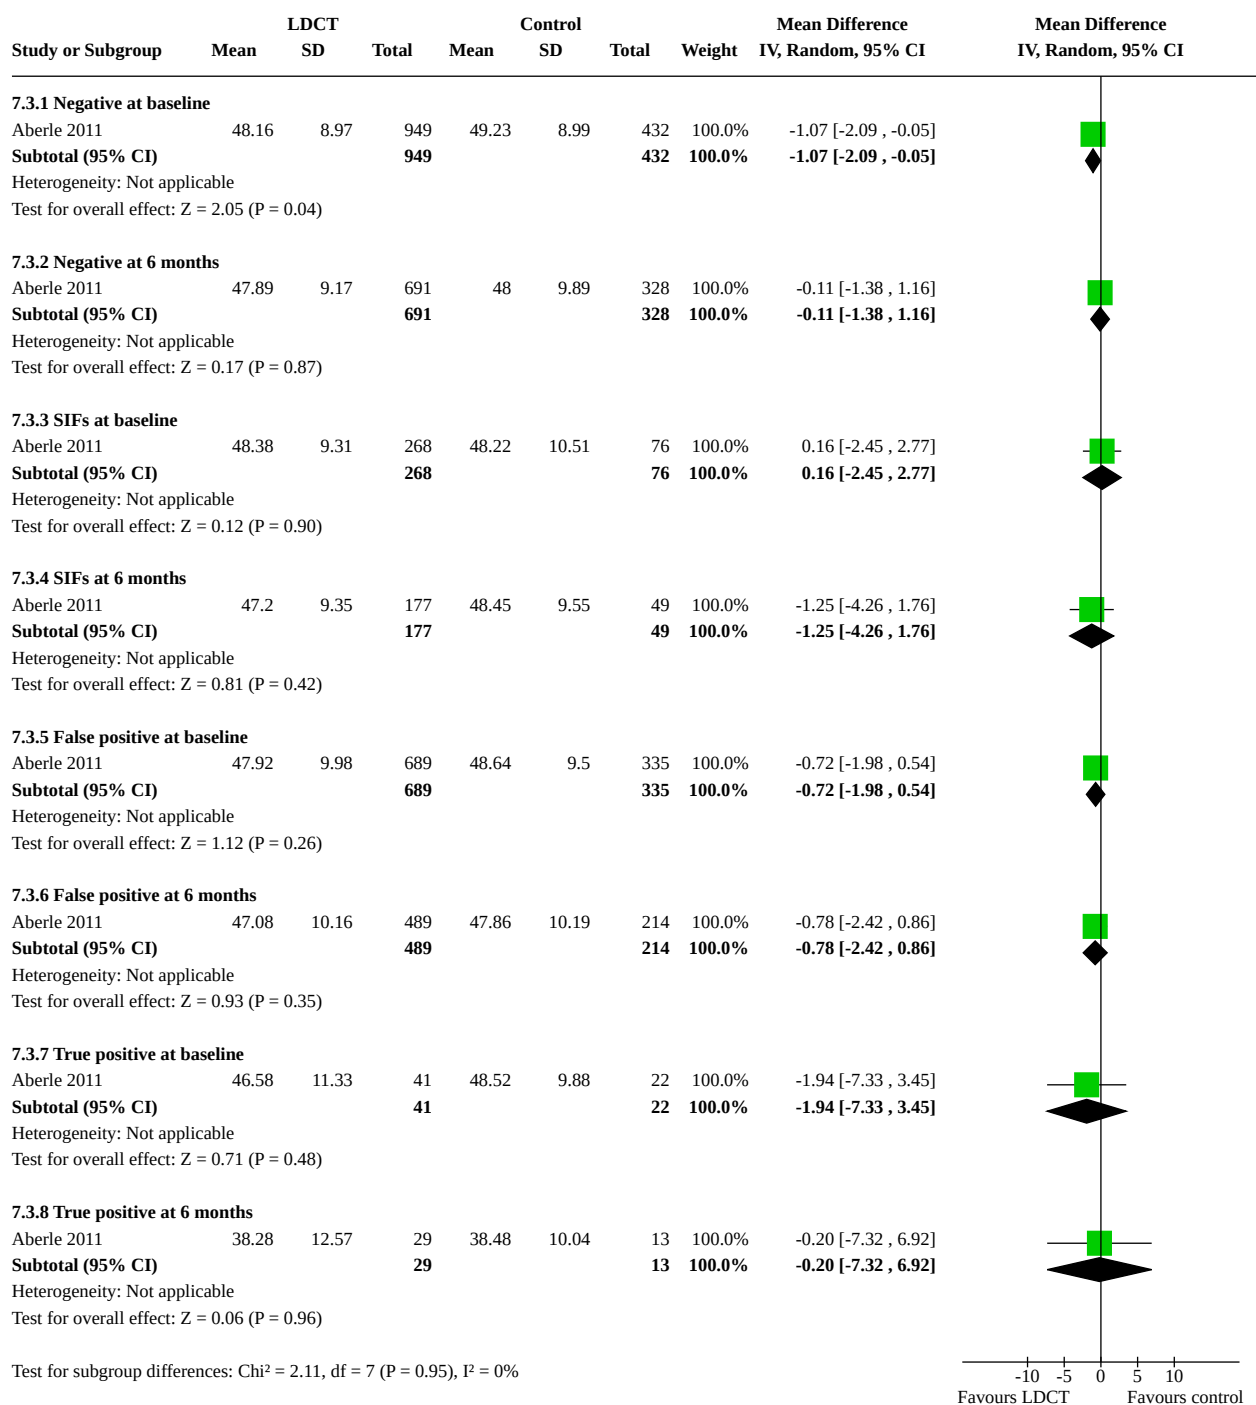 LDCT Control Mean Difference Mean Difference
Study or Subgroup Mean SD Total Mean SD Total Weight IV, Random, 95% CI IV, Random, 95% CI
7.3.1 Negative at baseline
Aberle 2011 48.16 8.97 949 49.23 8.99 432 100.0% -1.07 [-2.09 , -0.05]
Subtotal (95% CI) 949 432 100.0% -1.07 [-2.09 , -0.05]
Heterogeneity: Not applicable
Test for overall effect: Z = 2.05 (P = 0.04)
7.3.2 Negative at 6 months
Aberle 2011 47.89 9.17 691 48 9.89 328 100.0% -0.11 [-1.38 , 1.16]
Subtotal (95% CI) 691 328 100.0% -0.11 [-1.38 , 1.16]
Heterogeneity: Not applicable
Test for overall effect: Z = 0.17 (P = 0.87)
7.3.3 SIFs at baseline
Aberle 2011 48.38 9.31 268 48.22 10.51 76 100.0% 0.16 [-2.45 , 2.77]
Subtotal (95% CI) 268 76 100.0% 0.16 [-2.45 , 2.77]
Heterogeneity: Not applicable
Test for overall effect: Z = 0.12 (P = 0.90)
7.3.4 SIFs at 6 months
Aberle 2011 47.2 9.35 177 48.45 9.55 49 100.0% -1.25 [-4.26 , 1.76]
Subtotal (95% CI) 177 49 100.0% -1.25 [-4.26 , 1.76]
Heterogeneity: Not applicable
Test for overall effect: Z = 0.81 (P = 0.42)
7.3.5 False positive at baseline
Aberle 2011 47.92 9.98 689 48.64 9.5 335 100.0% -0.72 [-1.98 , 0.54]
Subtotal (95% CI) 689 335 100.0% -0.72 [-1.98 , 0.54]
Heterogeneity: Not applicable
Test for overall effect: Z = 1.12 (P = 0.26)
7.3.6 False positive at 6 months
Aberle 2011 47.08 10.16 489 47.86 10.19 214 100.0% -0.78 [-2.42 , 0.86]
Subtotal (95% CI) 489 214 100.0% -0.78 [-2.42 , 0.86]
Heterogeneity: Not applicable
Test for overall effect: Z = 0.93 (P = 0.35)
7.3.7 True positive at baseline
Aberle 2011 46.58 11.33 41 48.52 9.88 22 100.0% -1.94 [-7.33 , 3.45]
Subtotal (95% CI) 41 22 100.0% -1.94 [-7.33 , 3.45]
Heterogeneity: Not applicable
Test for overall effect: Z = 0.71 (P = 0.48)
7.3.8 True positive at 6 months
Aberle 2011 38.28 12.57 29 38.48 10.04 13 100.0% -0.20 [-7.32 , 6.92]
Subtotal (95% CI) 29 13 100.0% -0.20 [-7.32 , 6.92]
Heterogeneity: Not applicable
Test for overall effect: Z = 0.06 (P = 0.96)
Test for subgroup differences: Chi² = 2.11, df = 7 (P = 0.95), I² = 0%
-10 -5 0 5 10
Favours LDCT Favours control